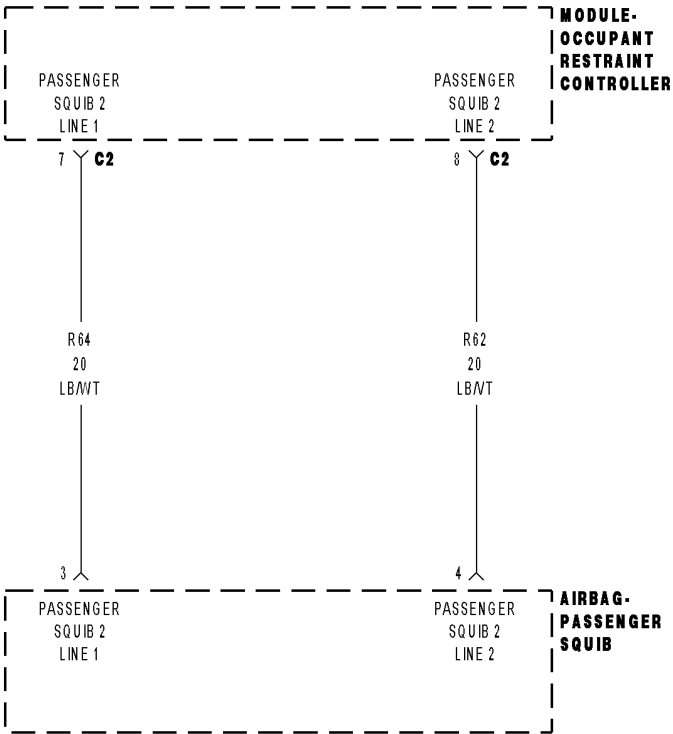 MODULE-
OCCUPANT
RESTRAINT
CONTROLLER
PASSENGER
SQUIB 2
LINE 1
PASSENGER
SQUIB 2
LINE 2
7 C2
8 C2
R64
20
LB/WT
R62
20
LB/VT
3
4
AIRBAG-
PASSENGER
SQUIB
PASSENGER
SQUIB 2
LINE 1
PASSENGER
SQUIB 2
LINE 2